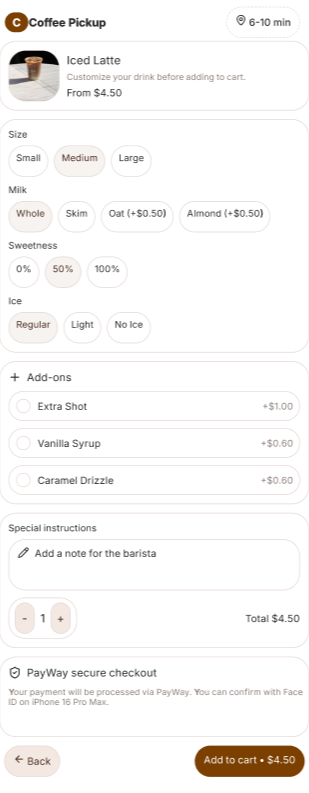 C Coffee Pickup
6-10 min
Iced Latte
Customize your drink before adding to cart.
From $4.50
Size
Small Medium Large
Milk
Whole Skim Oat (+$0.50) Almond (+$0.50)
Sweetness
0% 50% 100%
Ice
Regular Light No Ice
+ Add-ons
Extra Shot +$1.00
Vanilla Syrup +$0.60
Caramel Drizzle +$0.60
Special instructions
Add a note for the barista
- 1 + Total $4.50
PayWay secure checkout
Your payment will be processed via PayWay. You can confirm with Face
ID on iPhone 16 Pro Max.
← Back Add to cart • $4.50